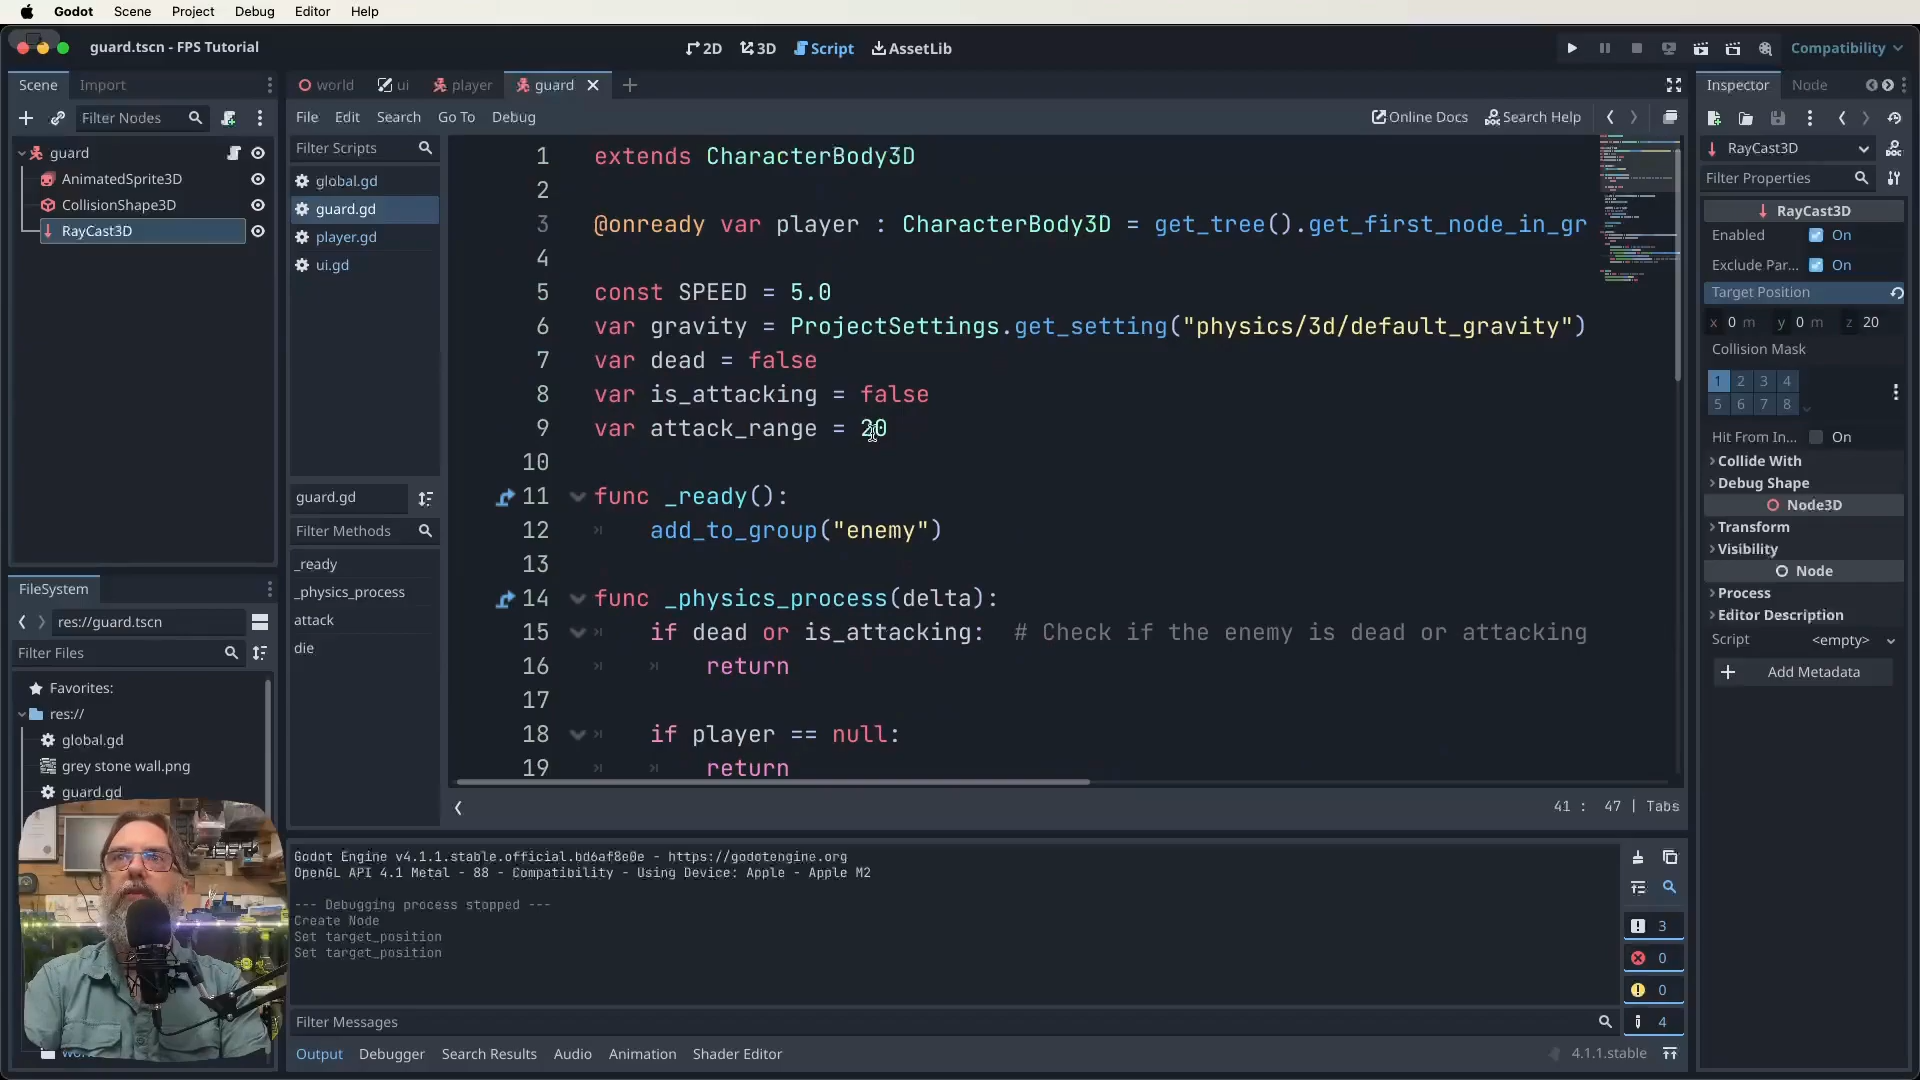 Godot Scene Project Debug Editor Help
guard.tscn - FPS Tutorial
2D 3D Script AssetLib
Compatibility
Scene Import
Filter Nodes
guard
AnimatedSprite3D
CollisionShape3D
RayCast3D
FileSystem
res://guard.tscn
Filter Files
Favorites:
res://
global.gd
grey stone wall.png
guard.gd
world ui player guard
File Edit Search Go To Debug
Online Docs Search Help
Filter Scripts
global.gd
guard.gd
player.gd
ui.gd
guard.gd
Filter Methods
_ready
_physics_process
attack
die
1 extends CharacterBody3D
2
3 @onready var player : CharacterBody3D = get_tree().get_first_node_in_gr
4
5 const SPEED = 5.0
6 var gravity = ProjectSettings.get_setting("physics/3d/default_gravity")
7 var dead = false
8 var is_attacking = false
9 var attack_range = 20
10
11 func _ready():
12 add_to_group("enemy")
13
14 func _physics_process(delta):
15 if dead or is_attacking: # Check if the enemy is dead or attacking
16 return
17
18 if player == null:
19 return
41 : 47 | Tabs
Godot Engine v4.1.1.stable.official.bd6af8e0e - https://godotengine.org
OpenGL API 4.1 Metal - 88 - Compatibility - Using Device: Apple - Apple M2
--- Debugging process stopped ---
Create Node
Set target_position
Set target_position
3
0
0
4
Filter Messages
Output Debugger Search Results Audio Animation Shader Editor
4.1.1.stable
Inspector Node
RayCast3D
Filter Properties
RayCast3D
Enabled On
Exclude Par... On
Target Position
x 0 m y 0 m z 20
Collision Mask
1 2 3 4
5 6 7 8
Hit From In... On
Collide With
Debug Shape
Node3D
Transform
Visibility
Node
Process
Editor Description
Script <empty>
Add Metadata